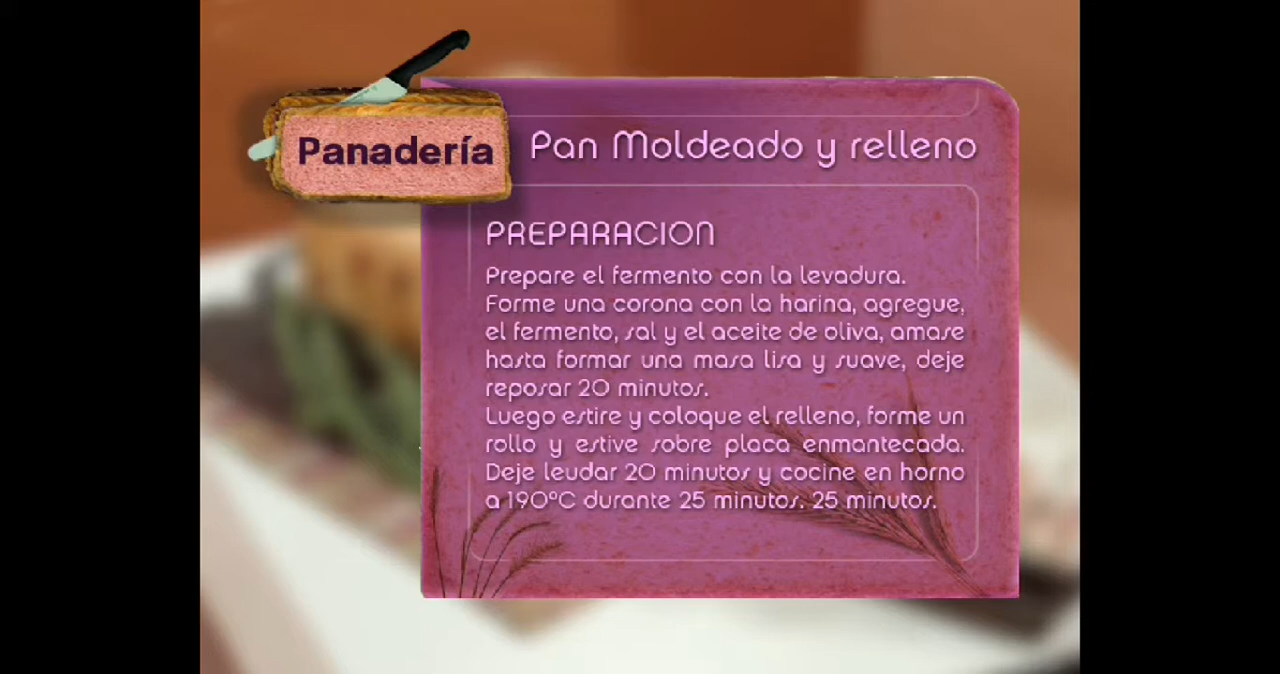 Panadería
Pan Moldeado y relleno
PREPARACION
Prepare el fermento con la levadura.
Forme una corona con la harina, agregue,
el fermento, sal y el aceite de oliva, amase
hasta formar una masa lisa y suave, deje
reposar 20 minutos.
Luego estire y coloque el relleno, forme un
rollo y estive sobre placa enmantecada.
Deje leudar 20 minutos y cocine en horno
a 190ºC durante 25 minutos. 25 minutos.